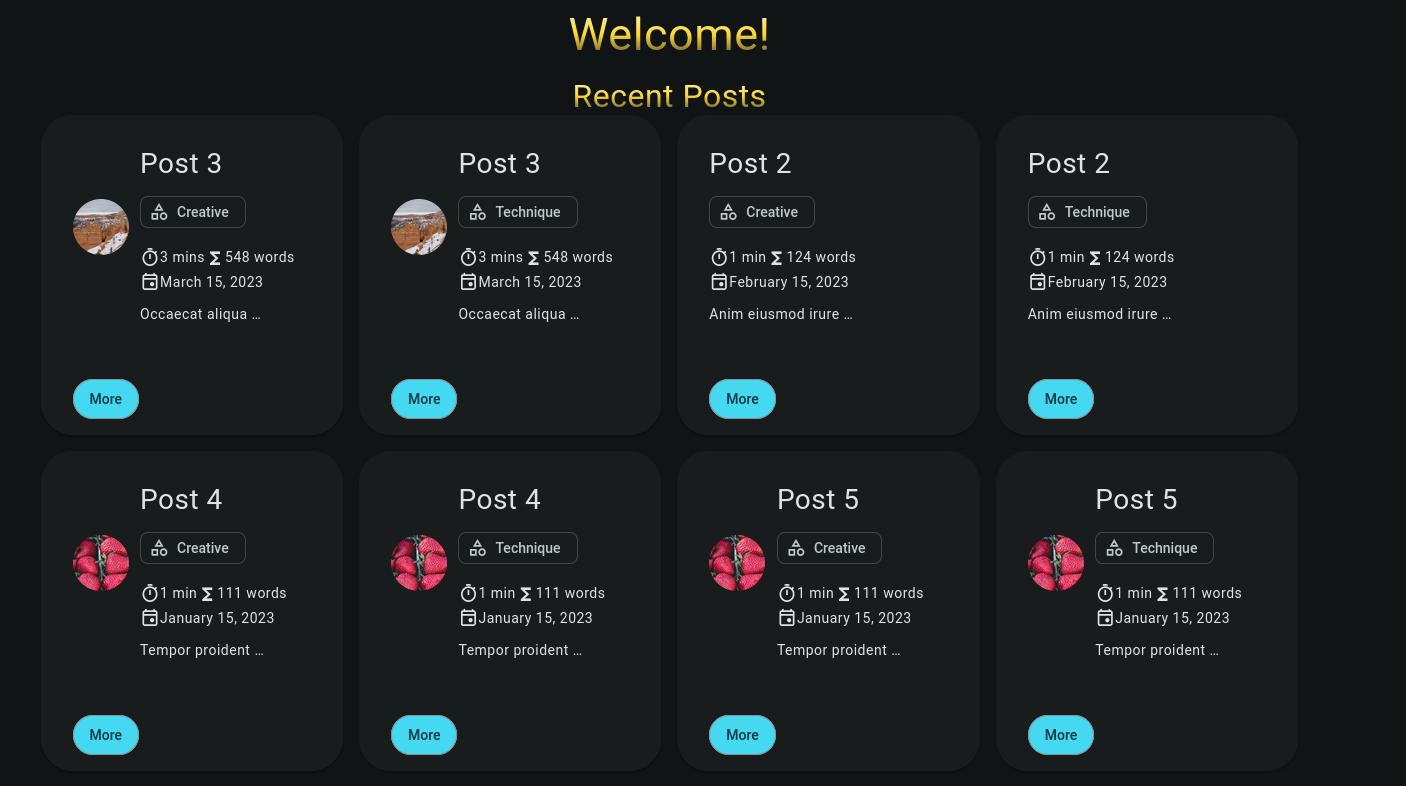 Welcome!
Recent Posts
Post 3
Creative
3 mins Σ 548 words
March 15, 2023
Occaecat aliqua …
More
Post 3
Technique
3 mins Σ 548 words
March 15, 2023
Occaecat aliqua …
More
Post 2
Creative
1 min Σ 124 words
February 15, 2023
Anim eiusmod irure …
More
Post 2
Technique
1 min Σ 124 words
February 15, 2023
Anim eiusmod irure …
More
Post 4
Creative
1 min Σ 111 words
January 15, 2023
Tempor proident …
More
Post 4
Technique
1 min Σ 111 words
January 15, 2023
Tempor proident …
More
Post 5
Creative
1 min Σ 111 words
January 15, 2023
Tempor proident …
More
Post 5
Technique
1 min Σ 111 words
January 15, 2023
Tempor proident …
More